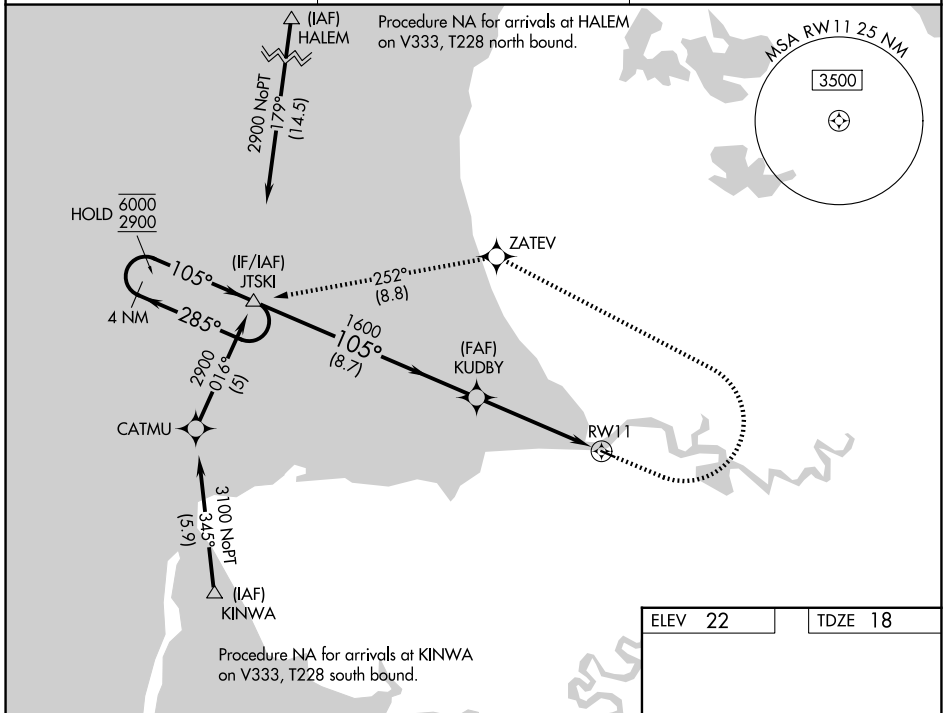 (IAF)
HALEM
Procedure NA for arrivals at HALEM
on V333, T228 north bound.
MSA RW11 25 NM
3500
2900 NoPT
179°
(14.5)
HOLD
6000
2900
105°
(IF/IAF)
JTSKI
ZATEV
252°
(8.8)
4 NM
285°
1600
105°
(8.7)
(FAF)
KUDBY
2900
016°
(5)
CATMU
RW11
3100 NoPT
345°
(5.9)
(IAF)
KINWA
Procedure NA for arrivals at KINWA
on V333, T228 south bound.
ELEV 22
TDZE 18